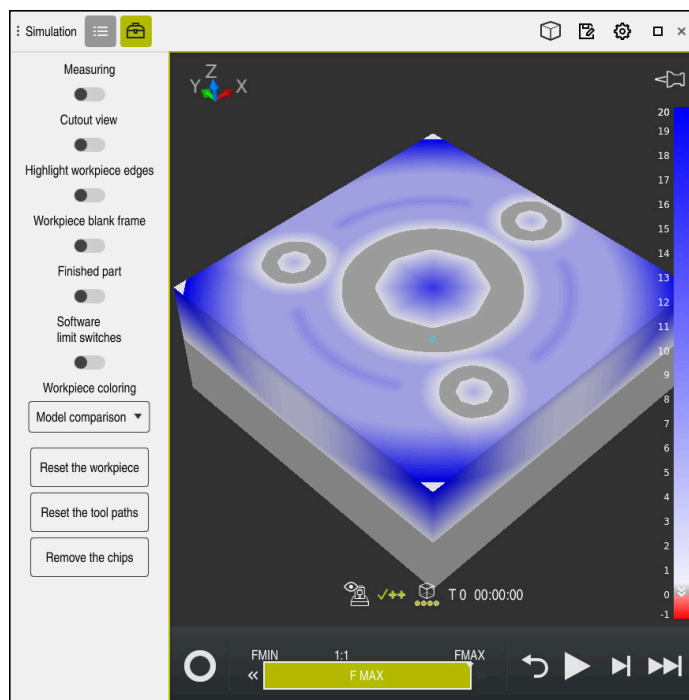 Simulation
Measuring
Cutout view
Highlight workpiece edges
Workpiece blank frame
Finished part
Software
limit switches
Workpiece coloring
Model comparison
Reset the workpiece
Reset the tool paths
Remove the chips
Z
Y X
20
19
18
17
16
15
14
13
12
11
10
9
8
7
6
5
4
3
2
1
0
-1
T 0 00:00:00
FMIN 1:1 FMAX
F MAX